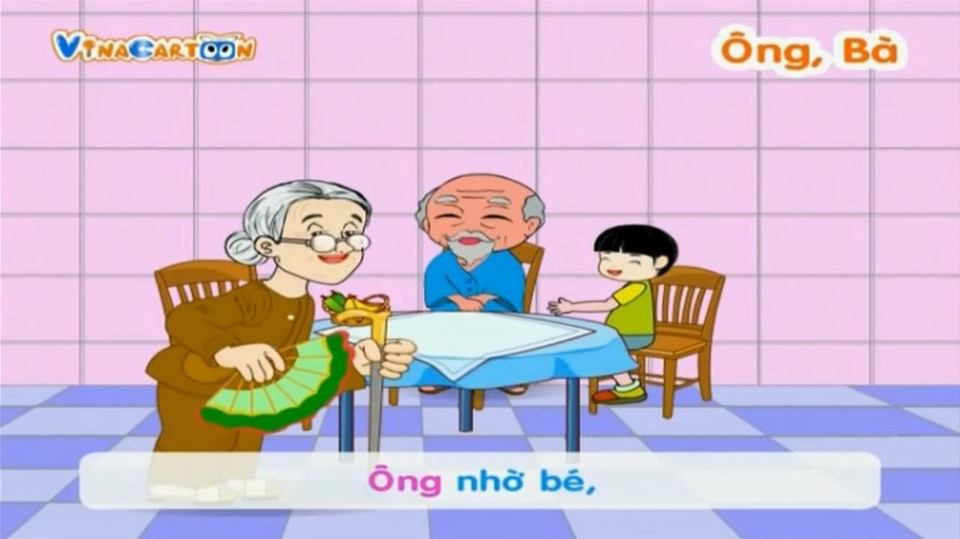 VINACARTOON
Ông, Bà
Ông nhờ bé,